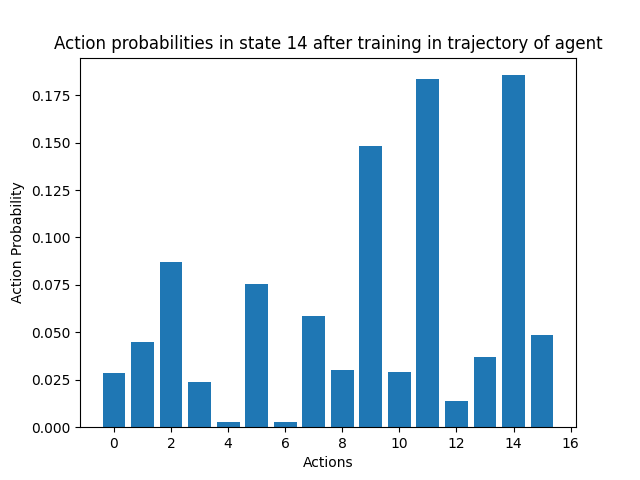 Action probabilities in state 14 after training in trajectory of agent
0.175
0.150
0.125
0.100
0.075
0.050
0.025
0.000
Action Probability
0 2 4 6 8 10 12 14 16
Actions